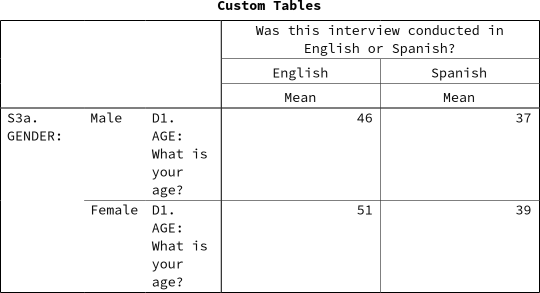 Custom Tables
Was this interview conducted in
English or Spanish?
English Spanish
Mean Mean
S3a. Male D1. 46 37
GENDER: AGE:
What is
your
age?
Female D1. 51 39
AGE:
What is
your
age?